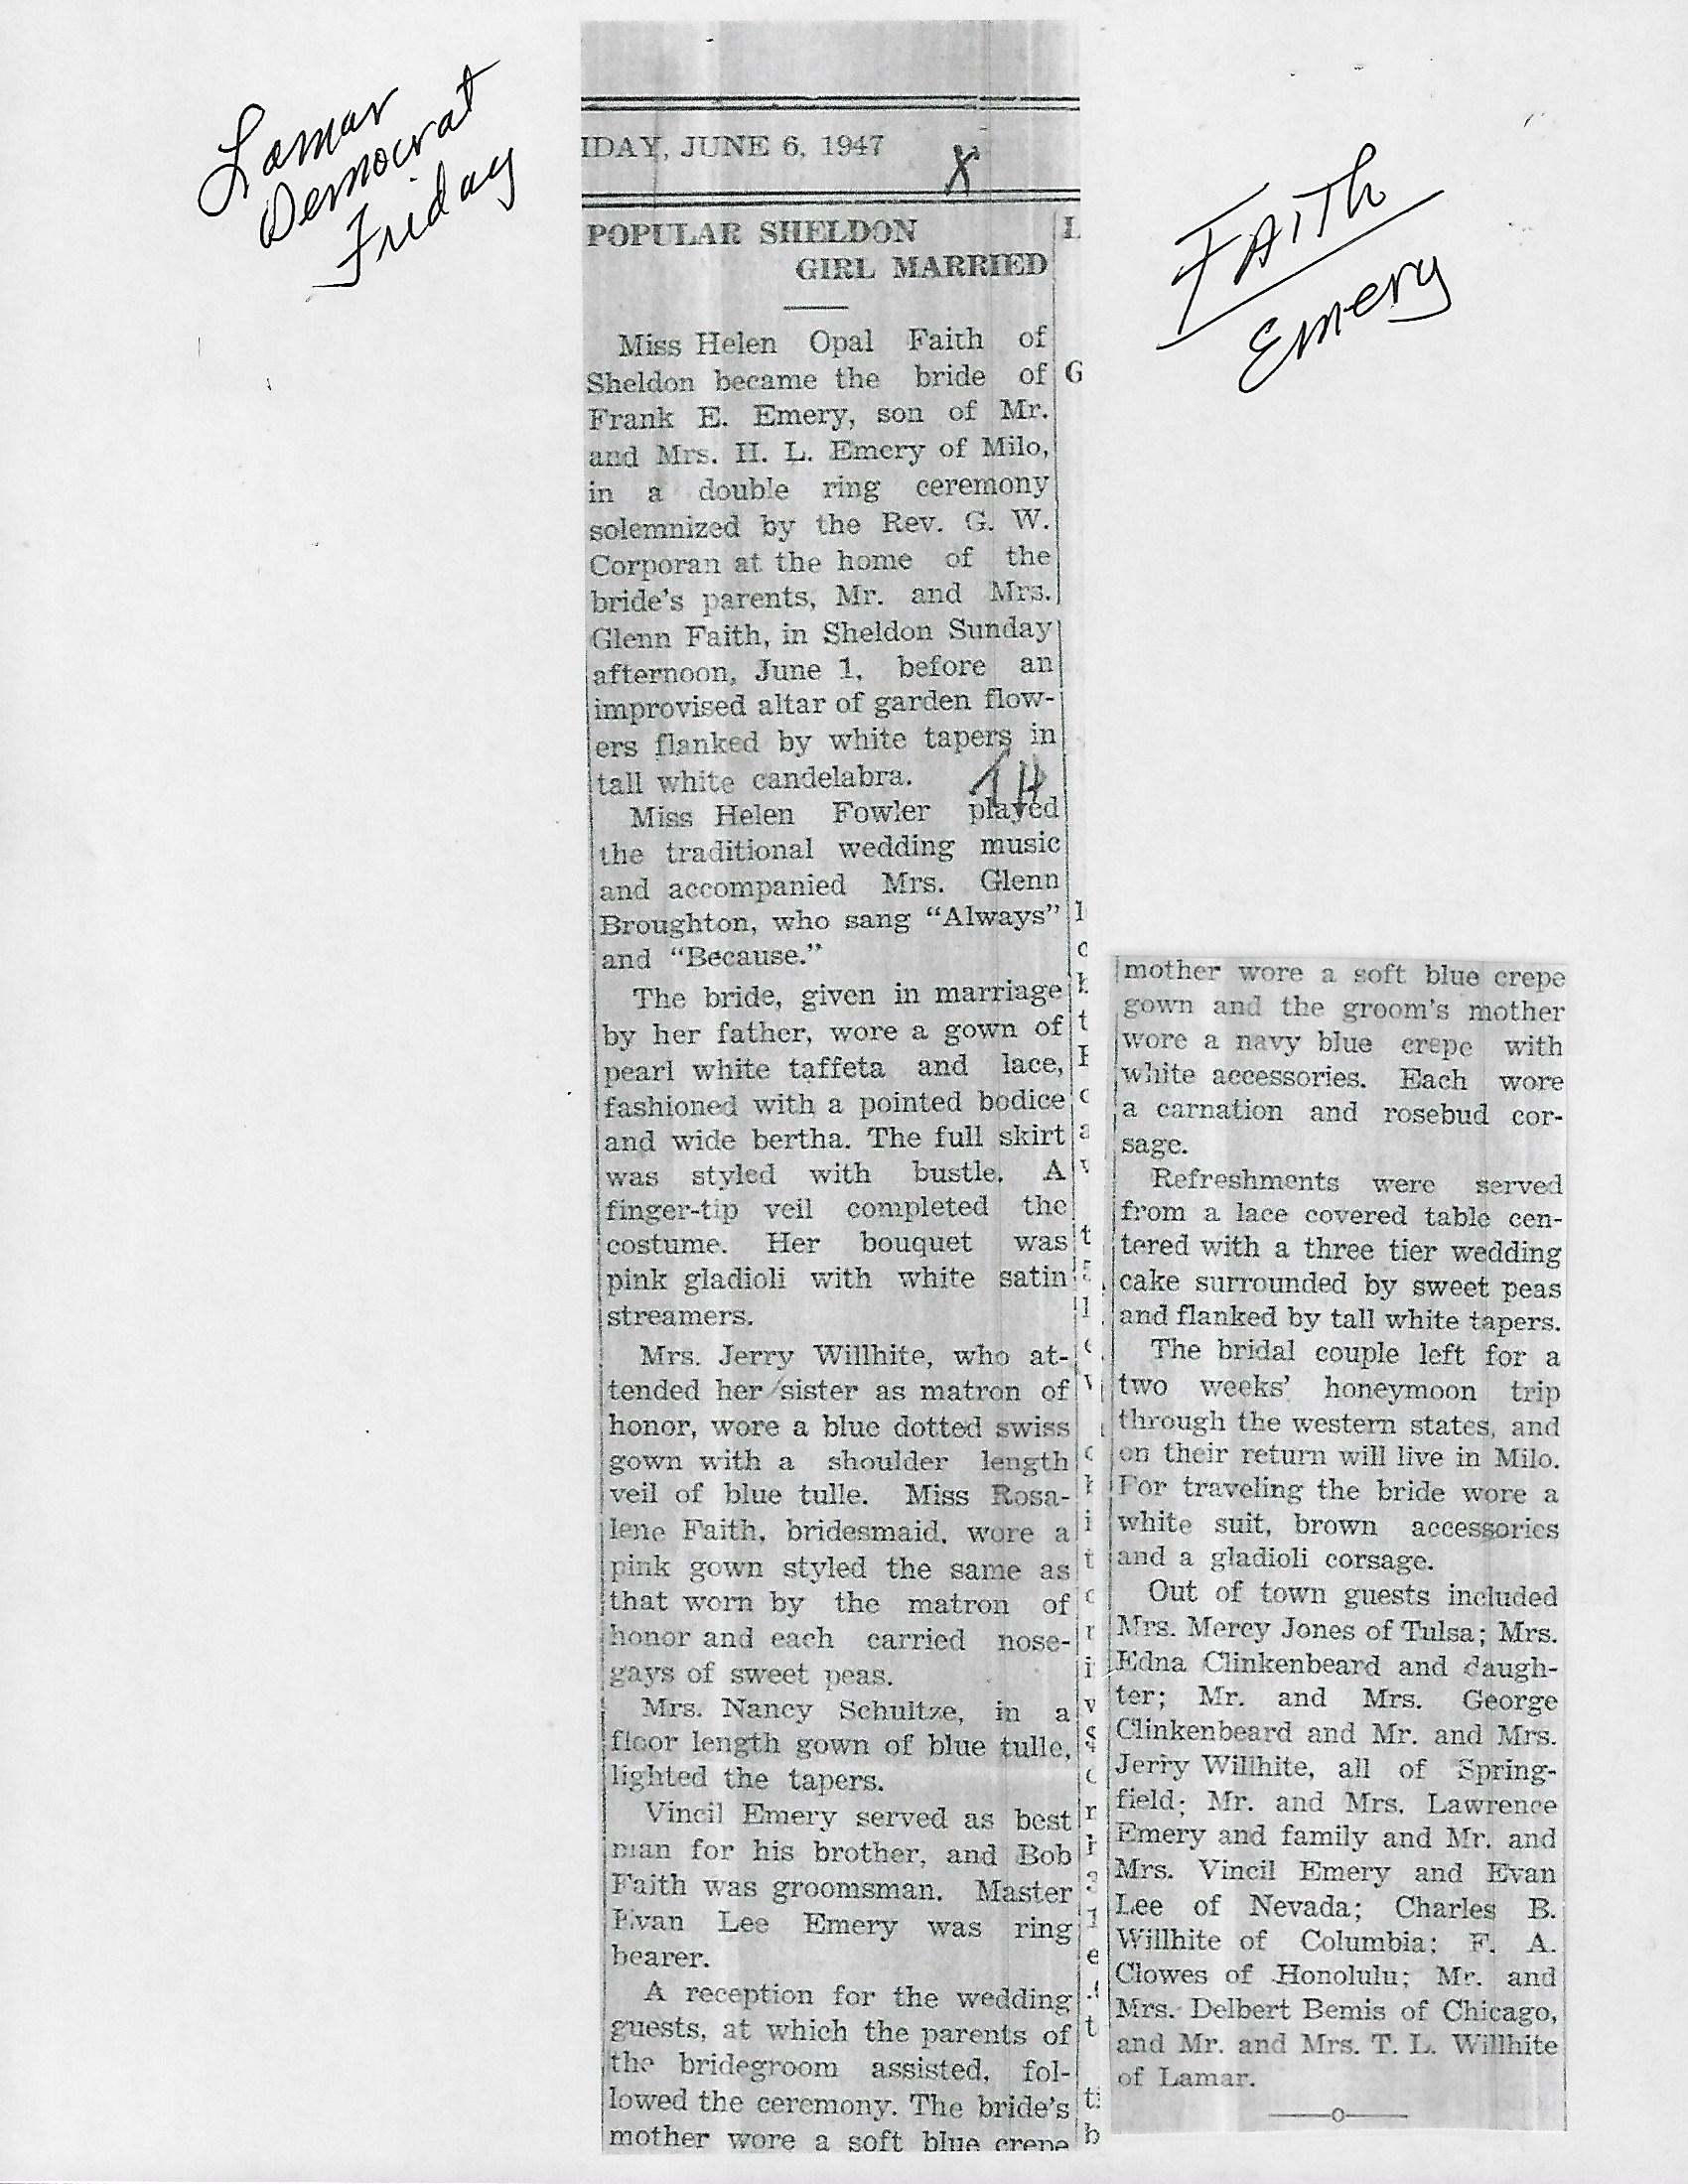 Lamar
Democrat
Friday
IDAY, JUNE 6, 1947
X
FAITh
Emery
POPULAR SHELDON
GIRL MARRIED
Miss Helen Opal Faith of
Sheldon became the bride of
Frank E. Emery, son of Mr.
and Mrs. H. L. Emery of Milo,
in a double ring ceremony
solemnized by the Rev. G. W.
Corporan at the home of the
bride's parents, Mr. and Mrs.
Glenn Faith, in Sheldon Sunday
afternoon, June 1, before an
improvised altar of garden flow-
ers flanked by white tapers in
tall white candelabra.
Miss Helen Fowler played
the traditional wedding music
and accompanied Mrs. Glenn
Broughton, who sang "Always"
and "Because."
The bride, given in marriage
by her father, wore a gown of
pearl white taffeta and lace,
fashioned with a pointed bodice
and wide bertha. The full skirt
was styled with bustle. A
finger-tip veil completed the
costume. Her bouquet was
pink gladioli with white satin
streamers.
Mrs. Jerry Willhite, who at-
tended her sister as matron of
honor, wore a blue dotted swiss
gown with a shoulder length
veil of blue tulle. Miss Rosa-
lene Faith, bridesmaid, wore a
pink gown styled the same as
that worn by the matron of
honor and each carried nose-
gays of sweet peas.
Mrs. Nancy Schultze, in a
floor length gown of blue tulle,
lighted the tapers.
Vincil Emery served as best
man for his brother, and Bob
Faith was groomsman. Master
Evan Lee Emery was ring
bearer.
A reception for the wedding
guests, at which the parents of
the bridegroom assisted, fol-
lowed the ceremony. The bride's
mother wore a soft blue crepe
mother wore a soft blue crepe
gown and the groom's mother
wore a navy blue crepe with
white accessories. Each wore
a carnation and rosebud cor-
sage.
Refreshments were served
from a lace covered table cen-
tered with a three tier wedding
cake surrounded by sweet peas
and flanked by tall white tapers.
The bridal couple left for a
two weeks' honeymoon trip
through the western states, and
on their return will live in Milo.
For traveling the bride wore a
white suit, brown accessories
and a gladioli corsage.
Out of town guests included
Mrs. Mercy Jones of Tulsa; Mrs.
Edna Clinkenbeard and daugh-
ter; Mr. and Mrs. George
Clinkenbeard and Mr. and Mrs.
Jerry Willhite, all of Spring-
field; Mr. and Mrs. Lawrence
Emery and family and Mr. and
Mrs. Vincil Emery and Evan
Lee of Nevada; Charles B.
Willhite of Columbia; F. A.
Clowes of Honolulu; Mr. and
Mrs. Delbert Bemis of Chicago,
and Mr. and Mrs. T. L. Willhite
of Lamar.